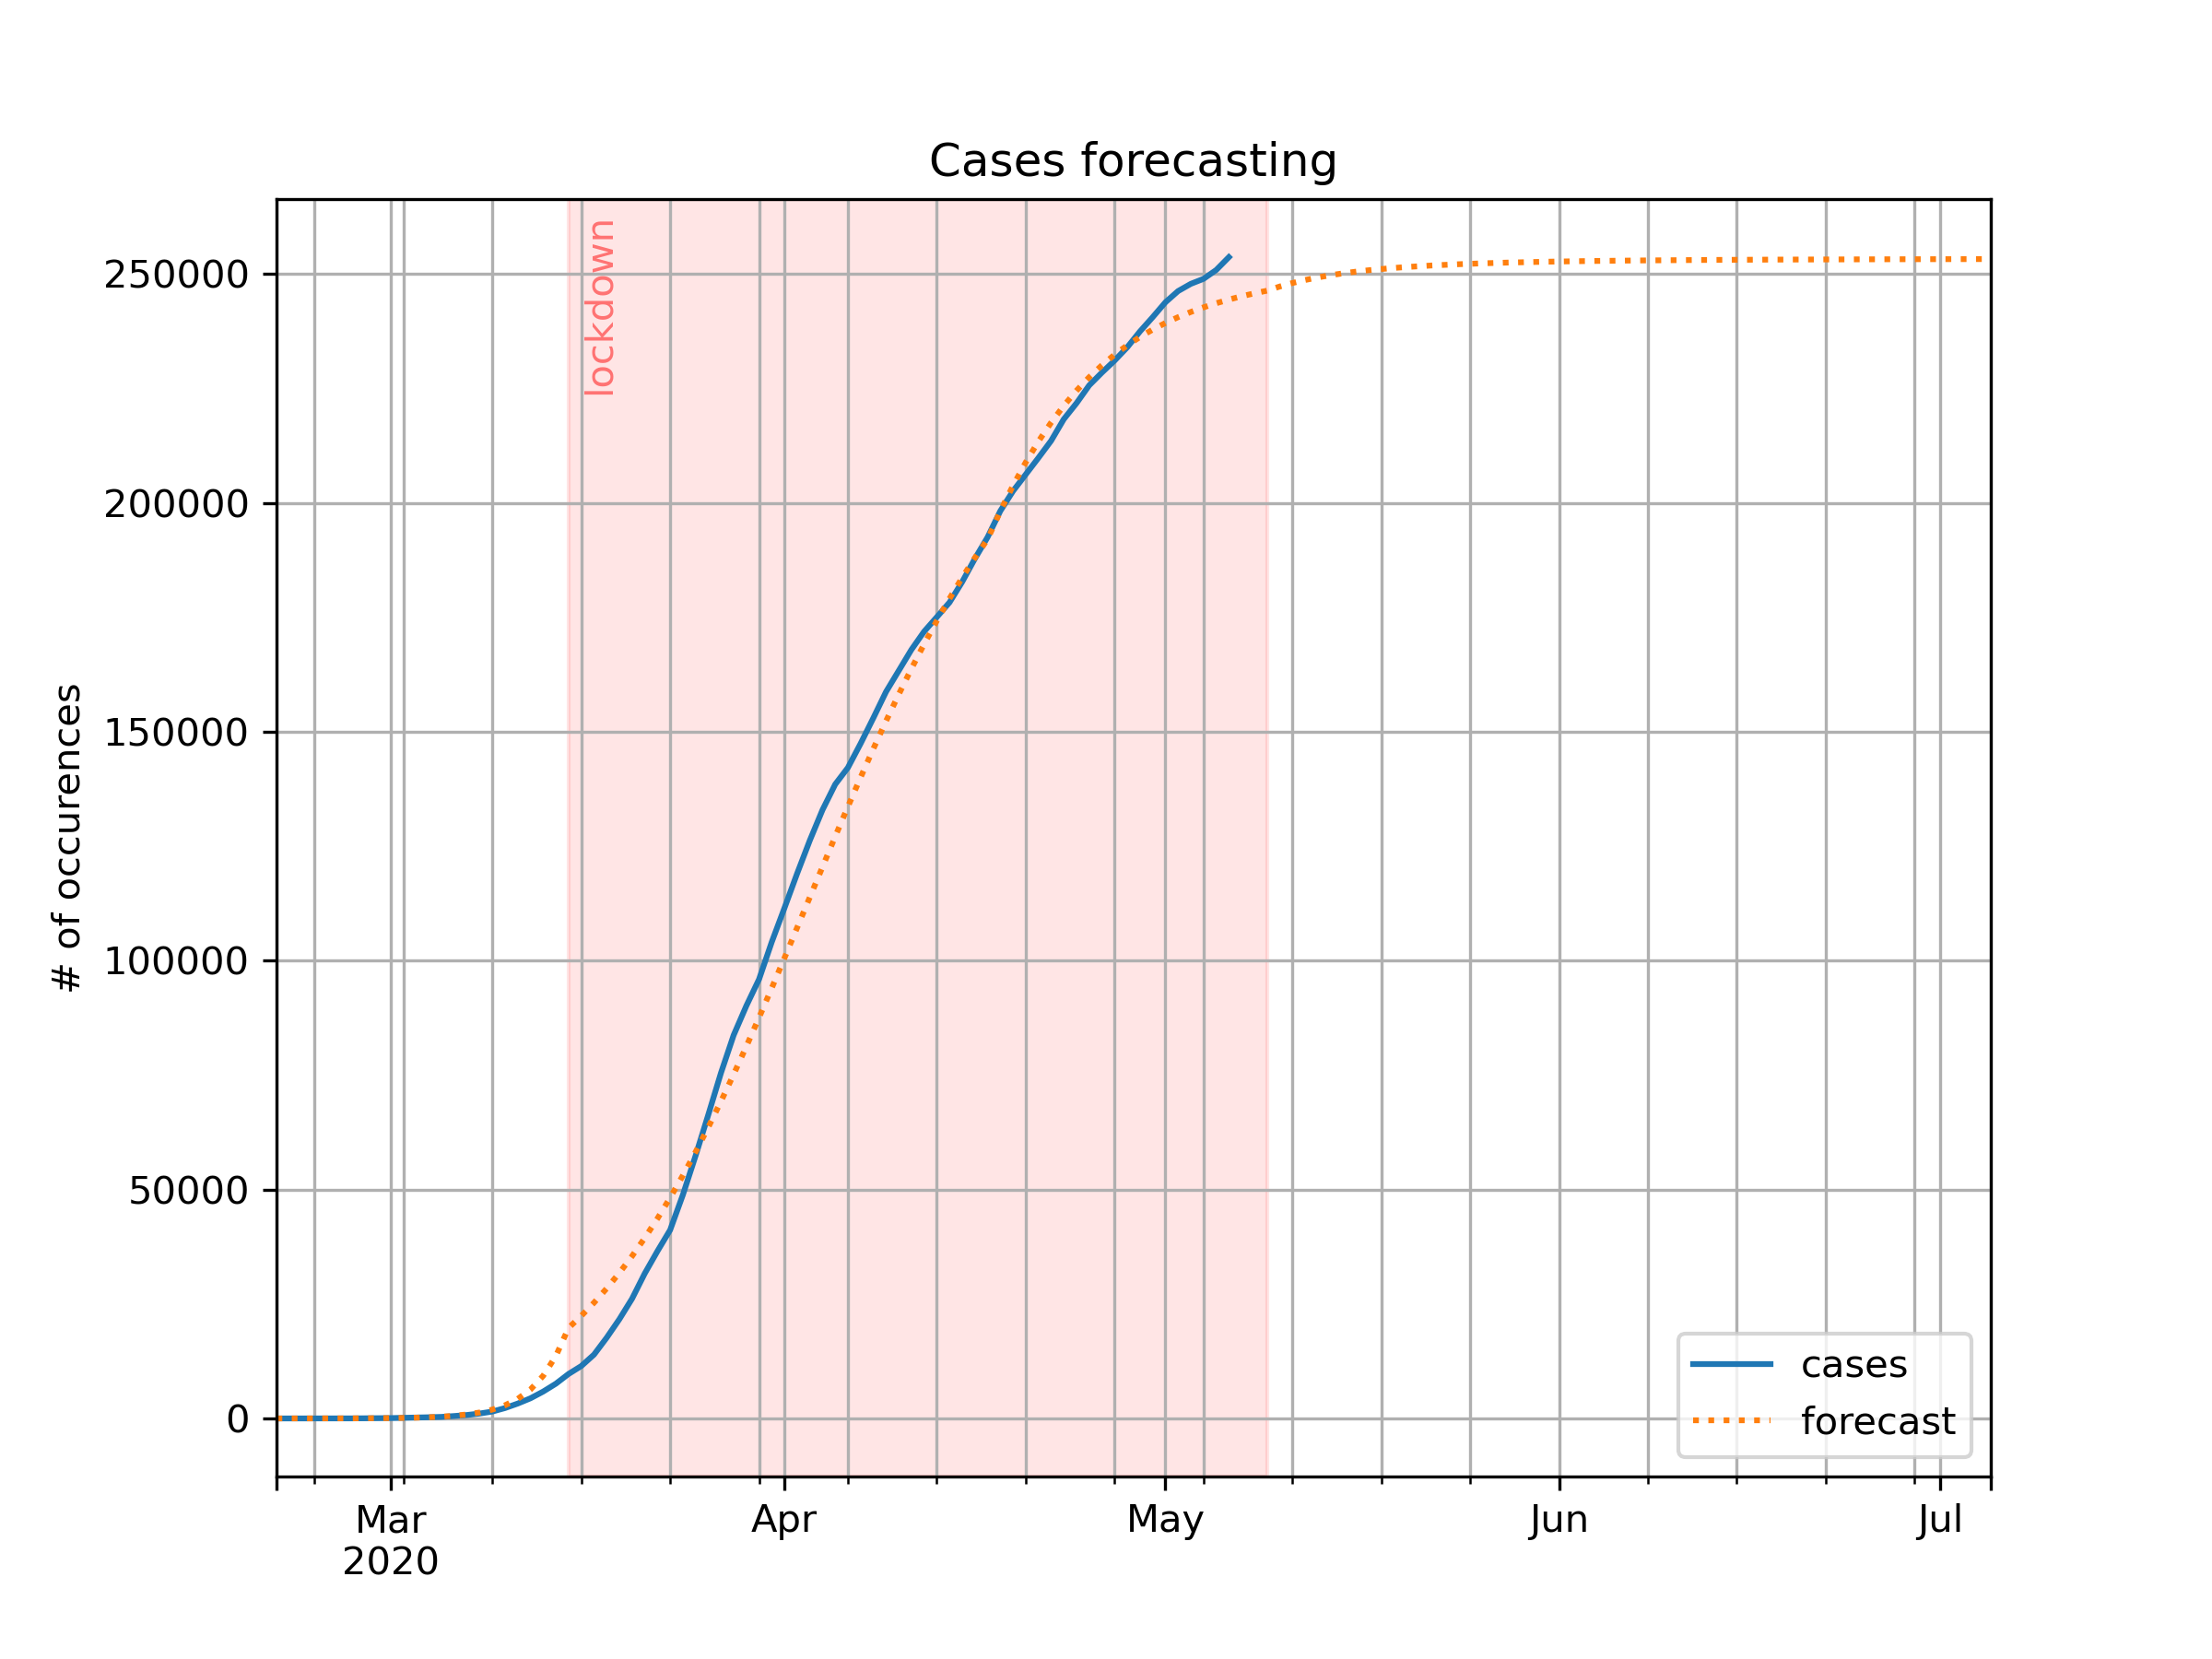 Cases forecasting
lockdown
250000
200000
150000
100000
50000
0
# of occurences
cases
forecast
Mar
2020
Apr
May
Jun
Jul